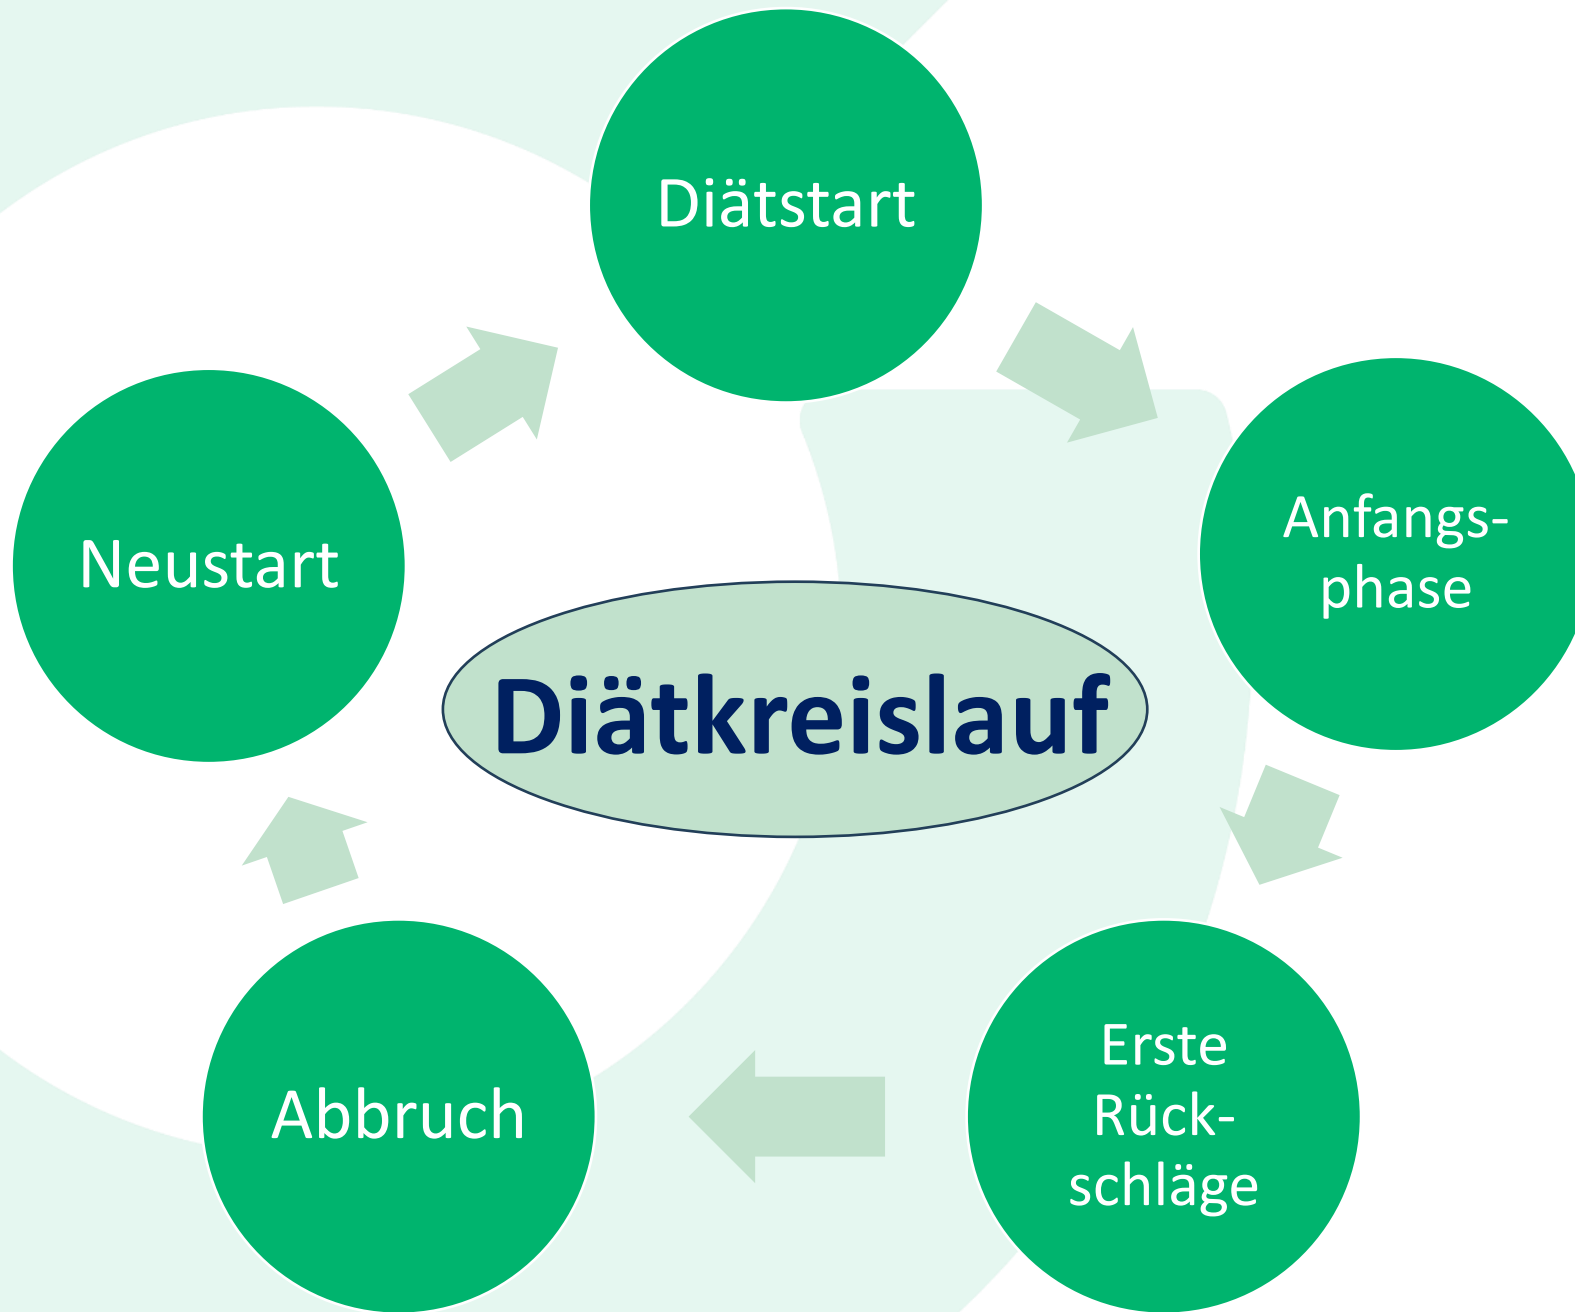 Diätstart
Anfangs-
phase
Erste
Rück-
schläge
Abbruch
Neustart
Diätkreislauf